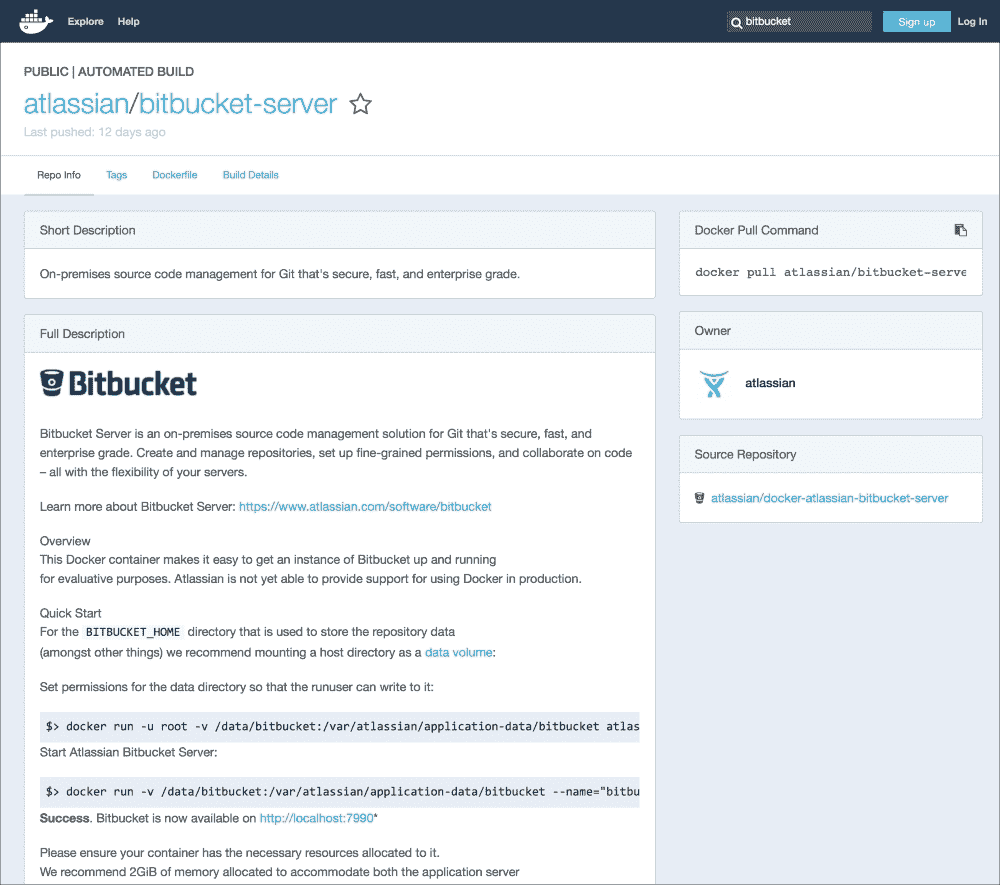 Explore Help bitbucket Sign up Log In
PUBLIC | AUTOMATED BUILD
atlassian/bitbucket-server
Last pushed: 12 days ago
Repo Info Tags Dockerfile Build Details
Short Description
On-premises source code management for Git that's secure, fast, and enterprise grade.
Full Description
Bitbucket
Bitbucket Server is an on-premises source code management solution for Git that's secure, fast, and
enterprise grade. Create and manage repositories, set up fine-grained permissions, and collaborate on code
– all with the flexibility of your servers.
Learn more about Bitbucket Server: https://www.atlassian.com/software/bitbucket
Overview
This Docker container makes it easy to get an instance of Bitbucket up and running
for evaluative purposes. Atlassian is not yet able to provide support for using Docker in production.
Quick Start
For the BITBUCKET_HOME directory that is used to store the repository data
(amongst other things) we recommend mounting a host directory as a data volume:
Set permissions for the data directory so that the runuser can write to it:
$> docker run -u root -v /data/bitbucket:/var/atlassian/application-data/bitbucket atlas
Start Atlassian Bitbucket Server:
$> docker run -v /data/bitbucket:/var/atlassian/application-data/bitbucket --name="bitbu
Success. Bitbucket is now available on http://localhost:7990*
Please ensure your container has the necessary resources allocated to it.
We recommend 2GiB of memory allocated to accommodate both the application server
Docker Pull Command
docker pull atlassian/bitbucket-serve
Owner
atlassian
Source Repository
atlassian/docker-atlassian-bitbucket-server